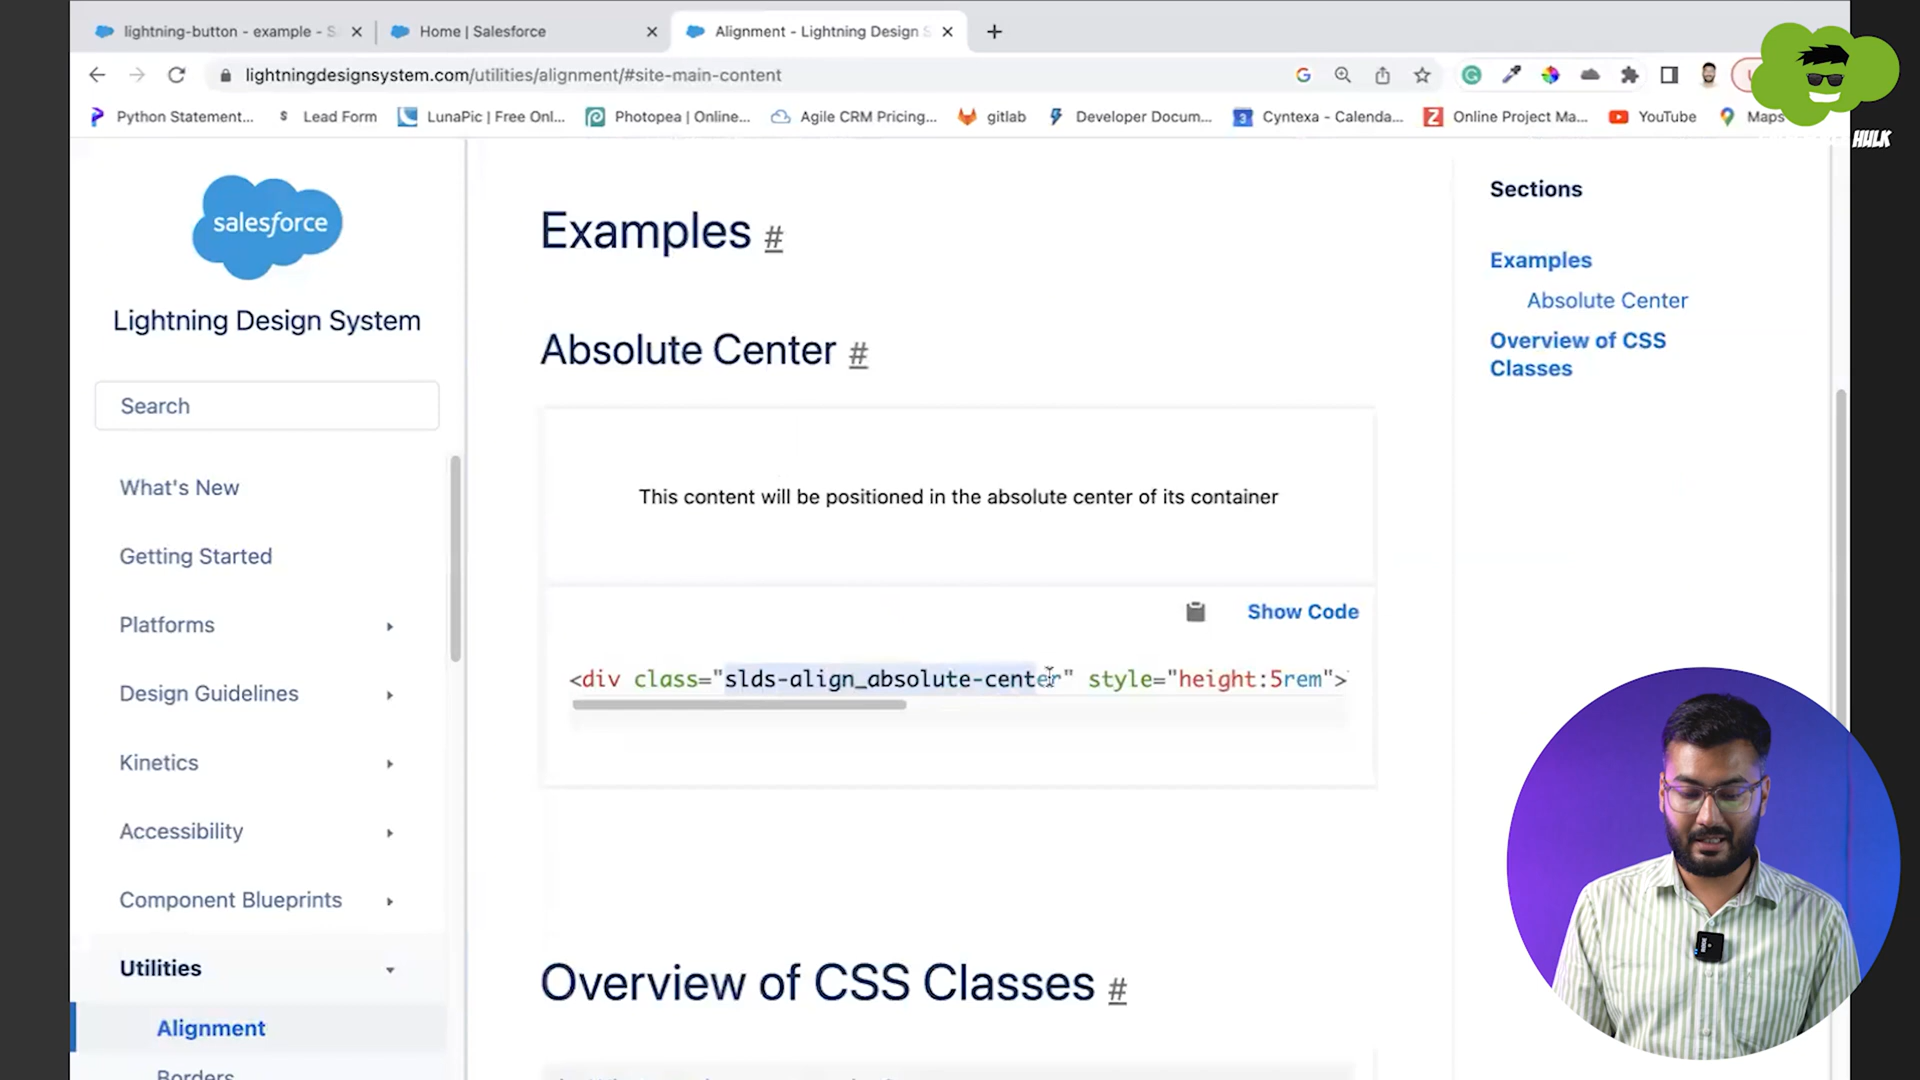 lightning-button - example - S
Home | Salesforce
Alignment - Lightning Design S
lightningdesignsystem.com/utilities/alignment/#site-main-content
Python Statement...
Lead Form
LunaPic | Free Onl...
Photopea | Online...
Agile CRM Pricing...
gitlab
Developer Docum...
Cyntexa - Calenda...
Online Project Ma...
YouTube
Maps
HULK
salesforce
Lightning Design System
Search
What's New
Getting Started
Platforms
Design Guidelines
Kinetics
Accessibility
Component Blueprints
Utilities
Alignment
Borders
Examples #
Absolute Center #
This content will be positioned in the absolute center of its container
Show Code
<div class="slds-align_absolute-center" style="height:5rem">
Overview of CSS Classes #
Sections
Examples
Absolute Center
Overview of CSS
Classes